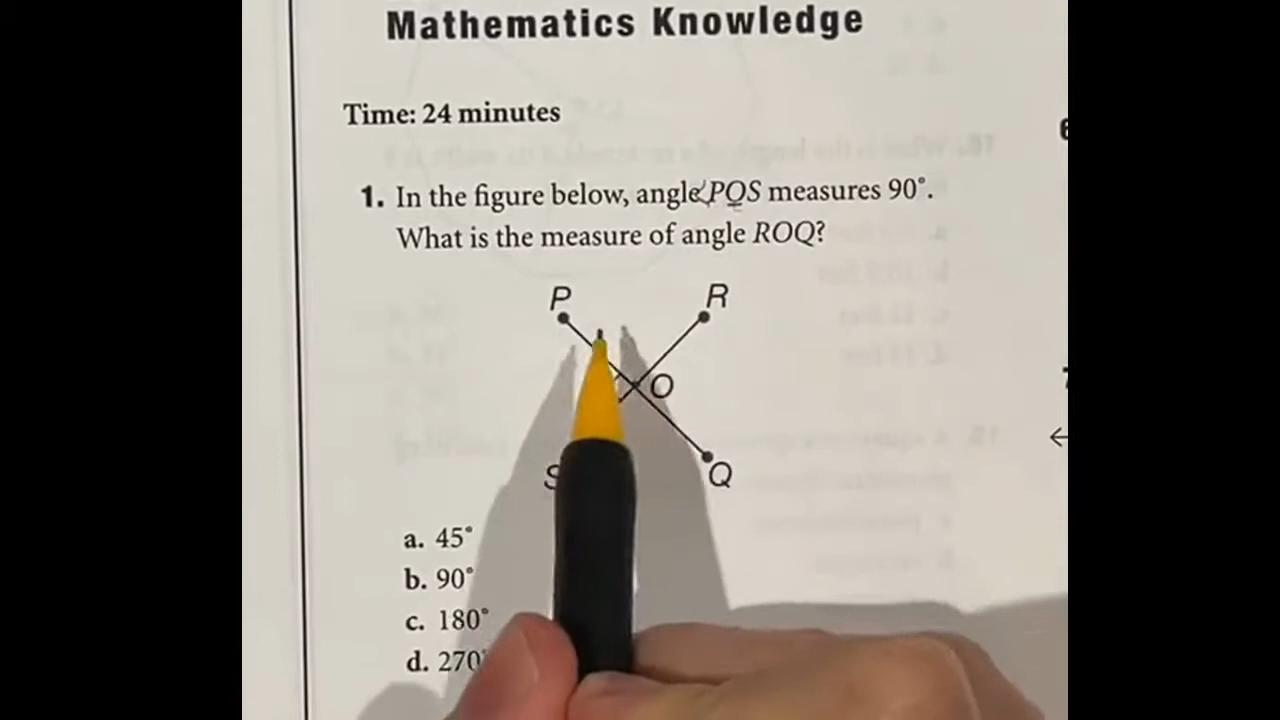 Mathematics Knowledge
Time: 24 minutes
1. In the figure below, angle PQS measures 90°.
What is the measure of angle ROQ?
P
R
O
S
Q
a. 45°
b. 90°
c. 180°
d. 270°